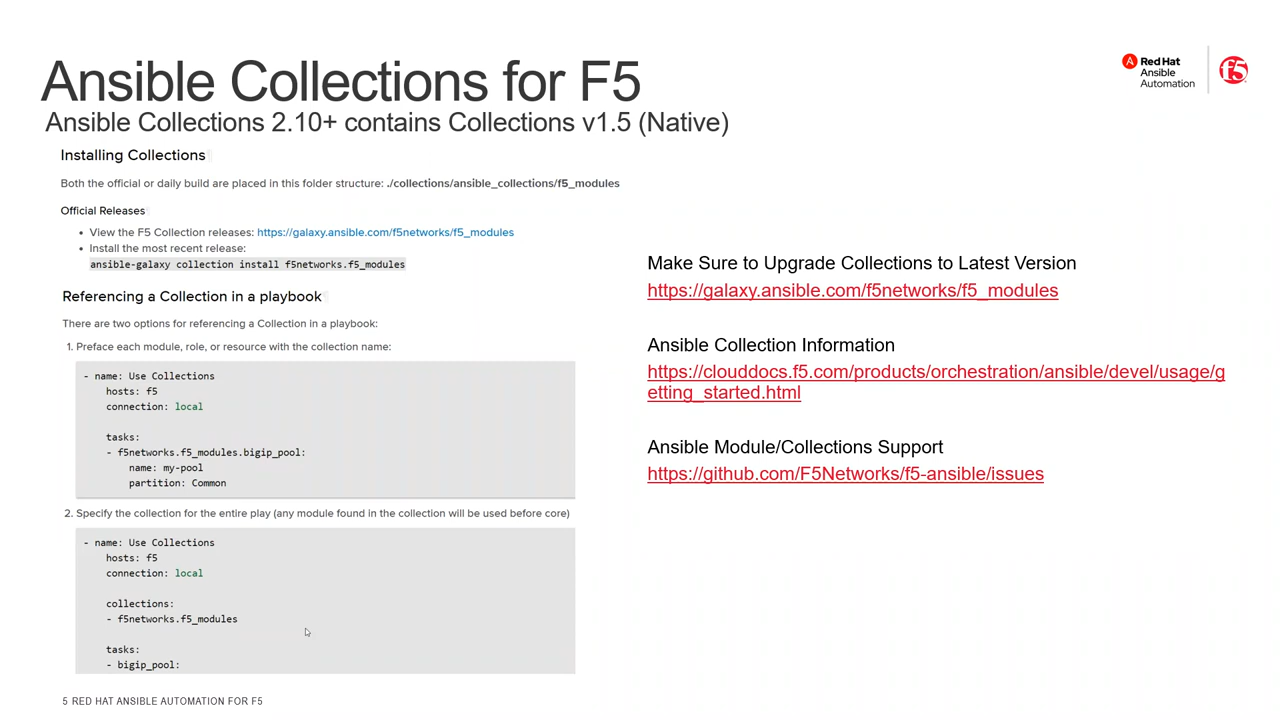 Ansible Collections for F5
Red Hat
Ansible
Automation
f5
Ansible Collections 2.10+ contains Collections v1.5 (Native)
Installing Collections
Both the official or daily build are placed in this folder structure: ./collections/ansible_collections/f5_modules
Official Releases
• View the F5 Collection releases: https://galaxy.ansible.com/f5networks/f5_modules
• Install the most recent release:
ansible-galaxy collection install f5networks.f5_modules
Referencing a Collection in a playbook
There are two options for referencing a Collection in a playbook:
1. Preface each module, role, or resource with the collection name:
- name: Use Collections
hosts: f5
connection: local
tasks:
- f5networks.f5_modules.bigip_pool:
name: my-pool
partition: Common
2. Specify the collection for the entire play (any module found in the collection will be used before core)
- name: Use Collections
hosts: f5
connection: local
collections:
- f5networks.f5_modules
tasks:
- bigip_pool:
Make Sure to Upgrade Collections to Latest Version
https://galaxy.ansible.com/f5networks/f5_modules
Ansible Collection Information
https://clouddocs.f5.com/products/orchestration/ansible/devel/usage/g
etting_started.html
Ansible Module/Collections Support
https://github.com/F5Networks/f5-ansible/issues
5 RED HAT ANSIBLE AUTOMATION FOR F5